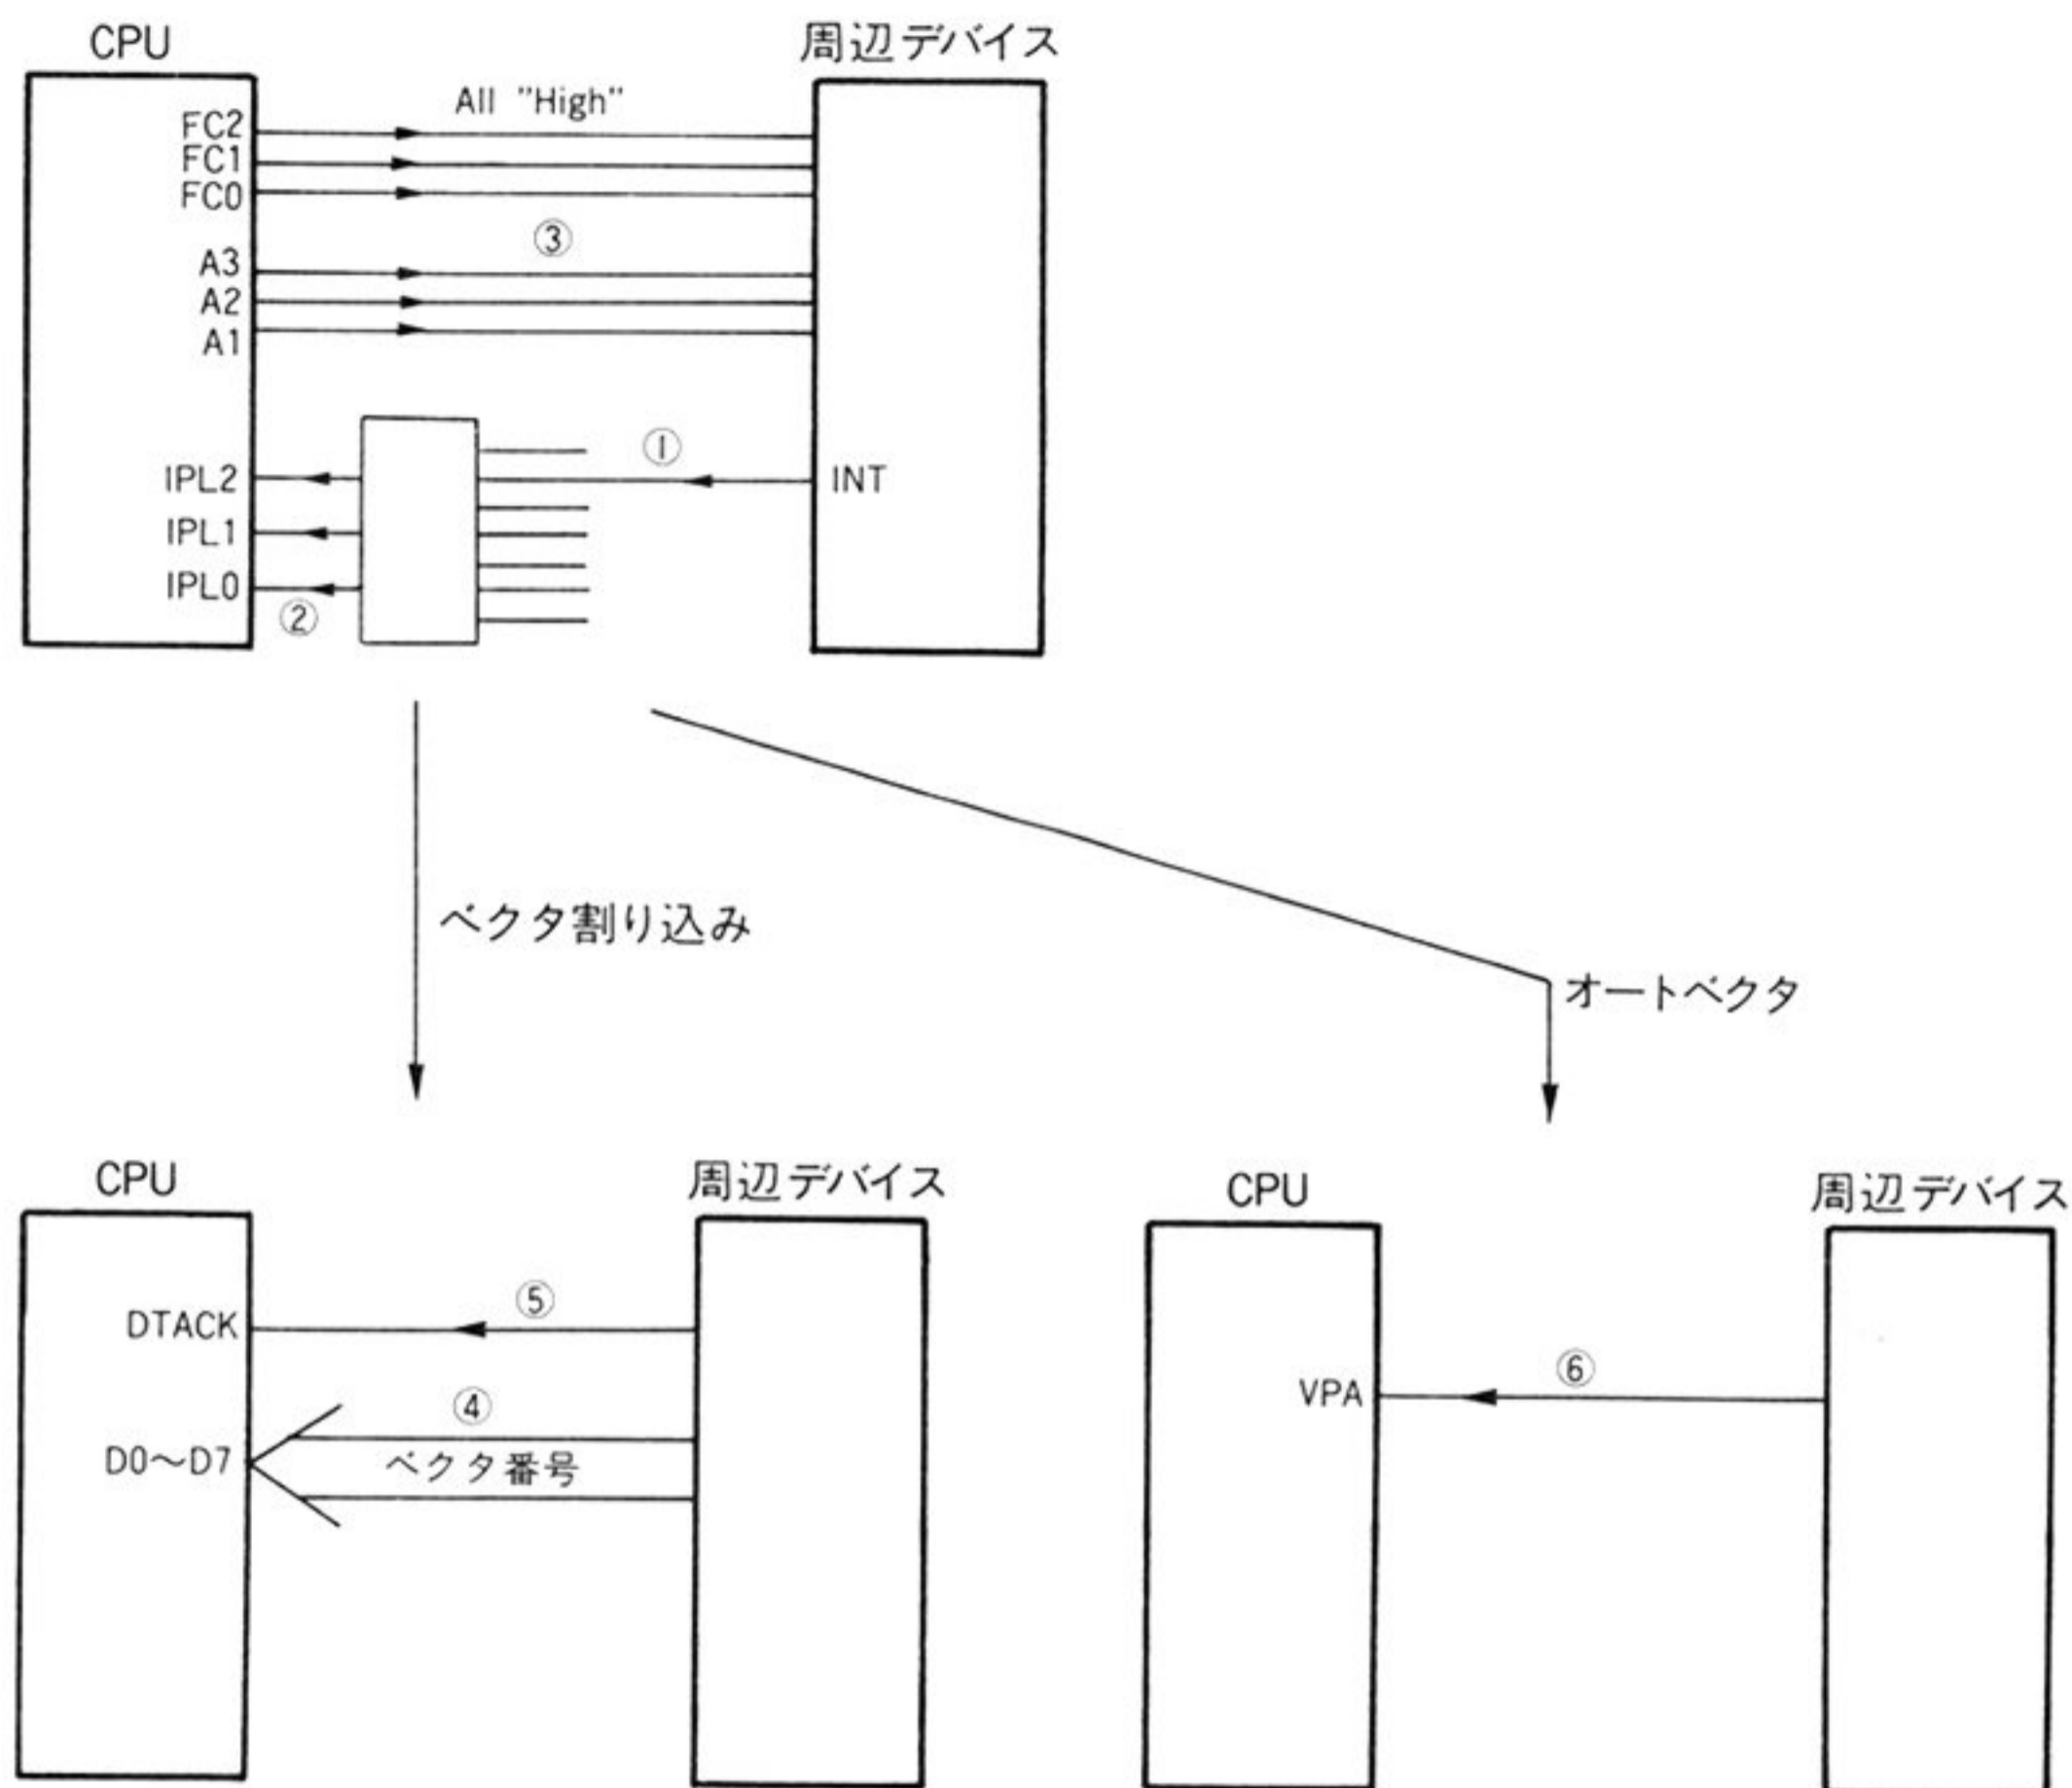 CPU
周辺デバイス
All "High"
FC2
FC1
FC0
③
A3
A2
A1
①
IPL2
INT
IPL1
IPL0
②
ベクタ割り込み
オートベクタ
CPU
周辺デバイス
CPU
周辺デバイス
⑤
DTACK
④
D0～D7
ベクタ番号
⑥
VPA